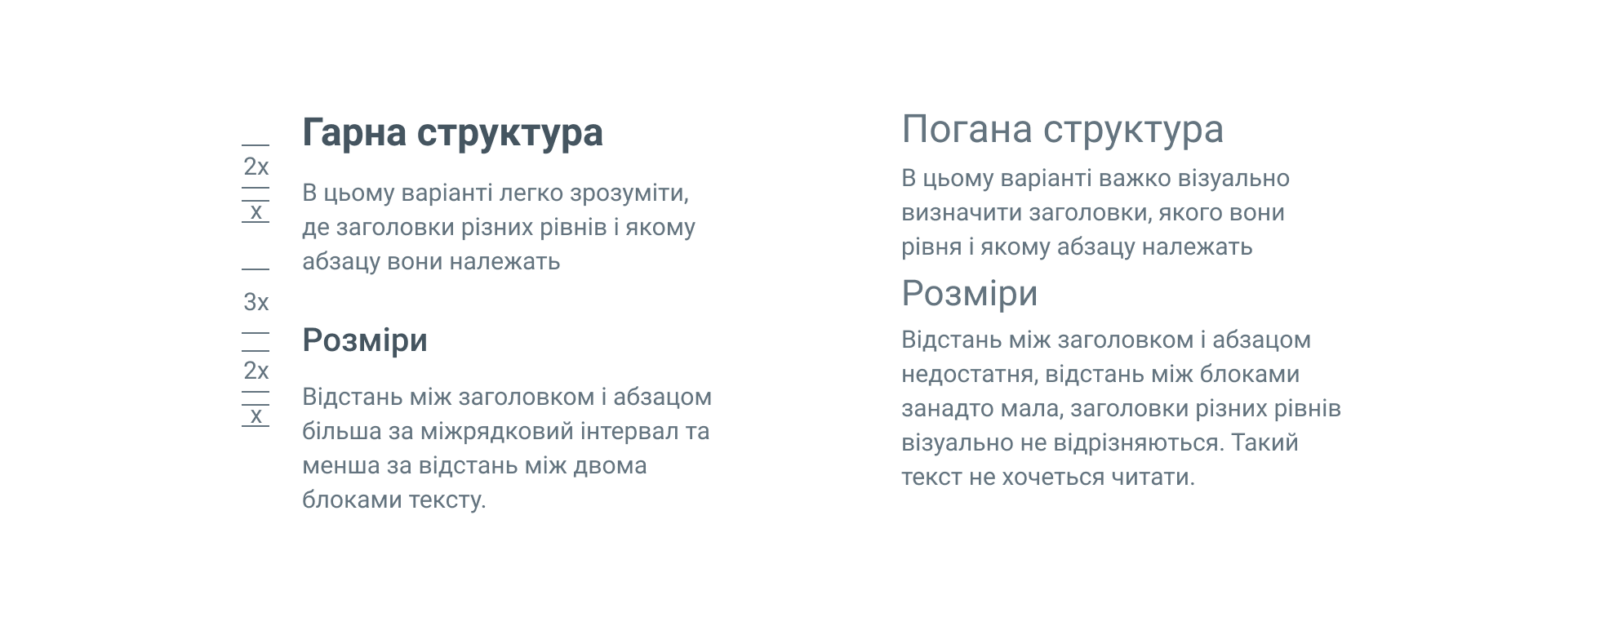 Гарна структура
2x
x
В цьому варіанті легко зрозуміти,
де заголовки різних рівнів і якому
абзацу вони належать
3x
Розміри
2x
x
Відстань між заголовком і абзацом
більша за міжрядковий інтервал та
менша за відстань між двома
блоками тексту.
Погана структура
В цьому варіанті важко візуально
визначити заголовки, якого вони
рівня і якому абзацу належать
Розміри
Відстань між заголовком і абзацом
недостатня, відстань між блоками
занадто мала, заголовки різних рівнів
візуально не відрізняються. Такий
текст не хочеться читати.